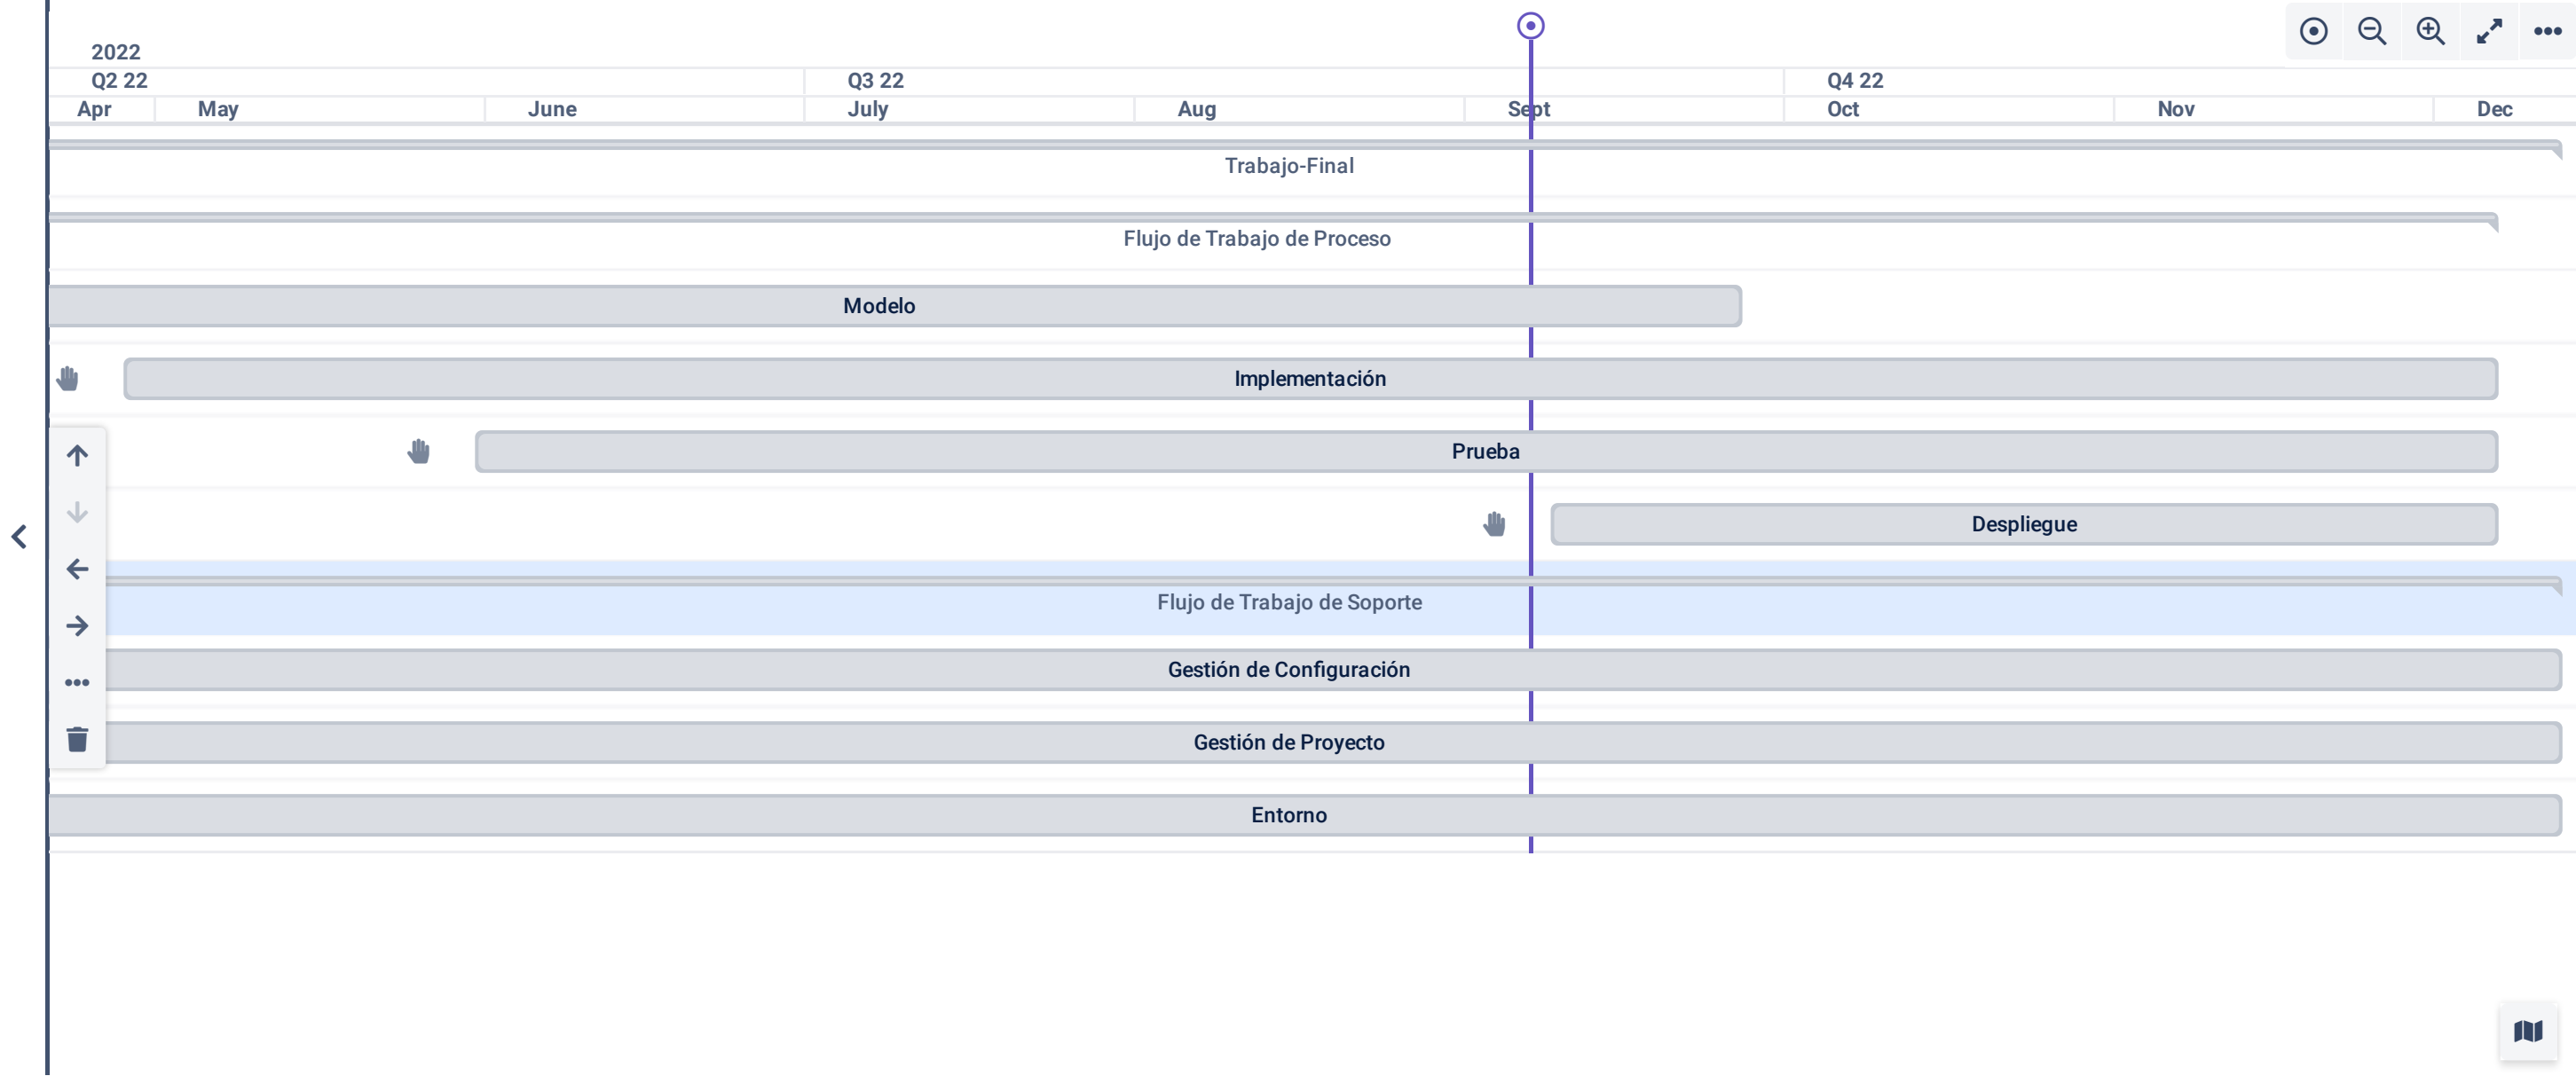 2022
Q2 22 Q3 22 Q4 22
Apr May June July Aug Sept Oct Nov Dec
Trabajo-Final
Flujo de Trabajo de Proceso
Modelo
Implementación
Prueba
Despliegue
Flujo de Trabajo de Soporte
Gestión de Configuración
Gestión de Proyecto
Entorno